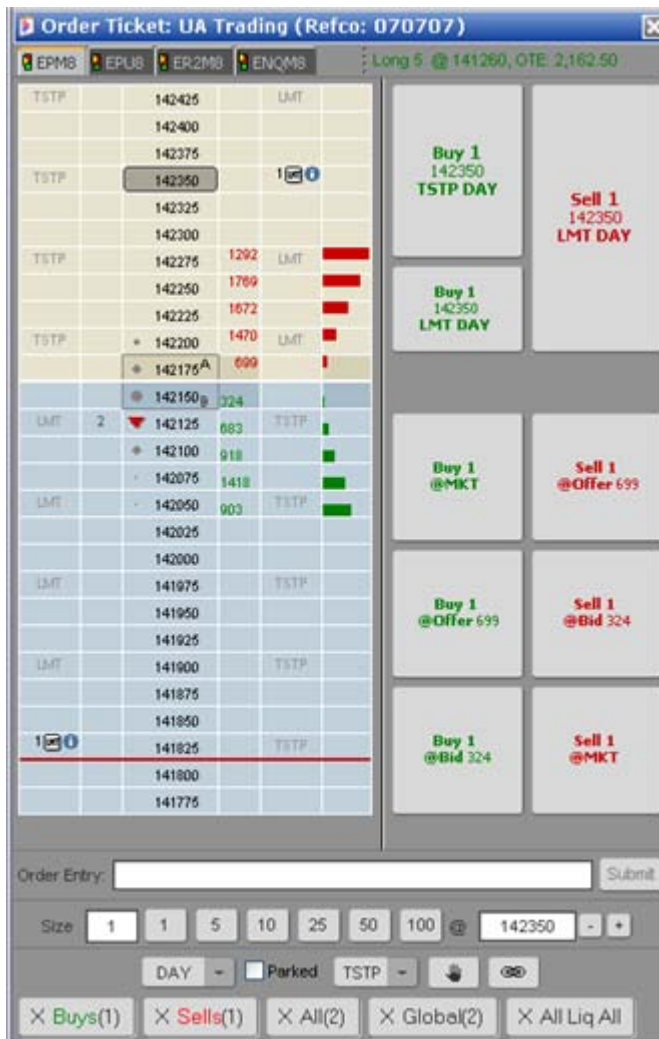 Order Ticket: UA Trading (Refco: 070707)
EPM8 EPU8 ER2M8 ENQM8 Long 5 @ 141260, OTE: 2,162.50
TSTP 142425 LMT
142400
142375
TSTP 142350 1 LMT
142325
142300
TSTP 142275 1292 LMT
142250 1769
142225 1672
TSTP 142200 1470 LMT
142175 A 699
142150 B 324
LMT 2 142125 683 TSTP
142100 918
142075 1418
LMT 142050 903 TSTP
142025
142000
LMT 141975 TSTP
141950
141925
LMT 141900 TSTP
141875
141850
1 LMT 141825 TSTP
141800
141775
Buy 1
142350
TSTP DAY
Sell 1
142350
LMT DAY
Buy 1
142350
LMT DAY
Buy 1
@MKT
Sell 1
@Offer 699
Buy 1
@Offer 699
Sell 1
@Bid 324
Buy 1
@Bid 324
Sell 1
@MKT
Order Entry: Submit
Size 1 1 5 10 25 50 100 @ 142350 - +
DAY Parked TSTP
X Buys(1) X Sells(1) X All(2) X Global(2) X All Liq All